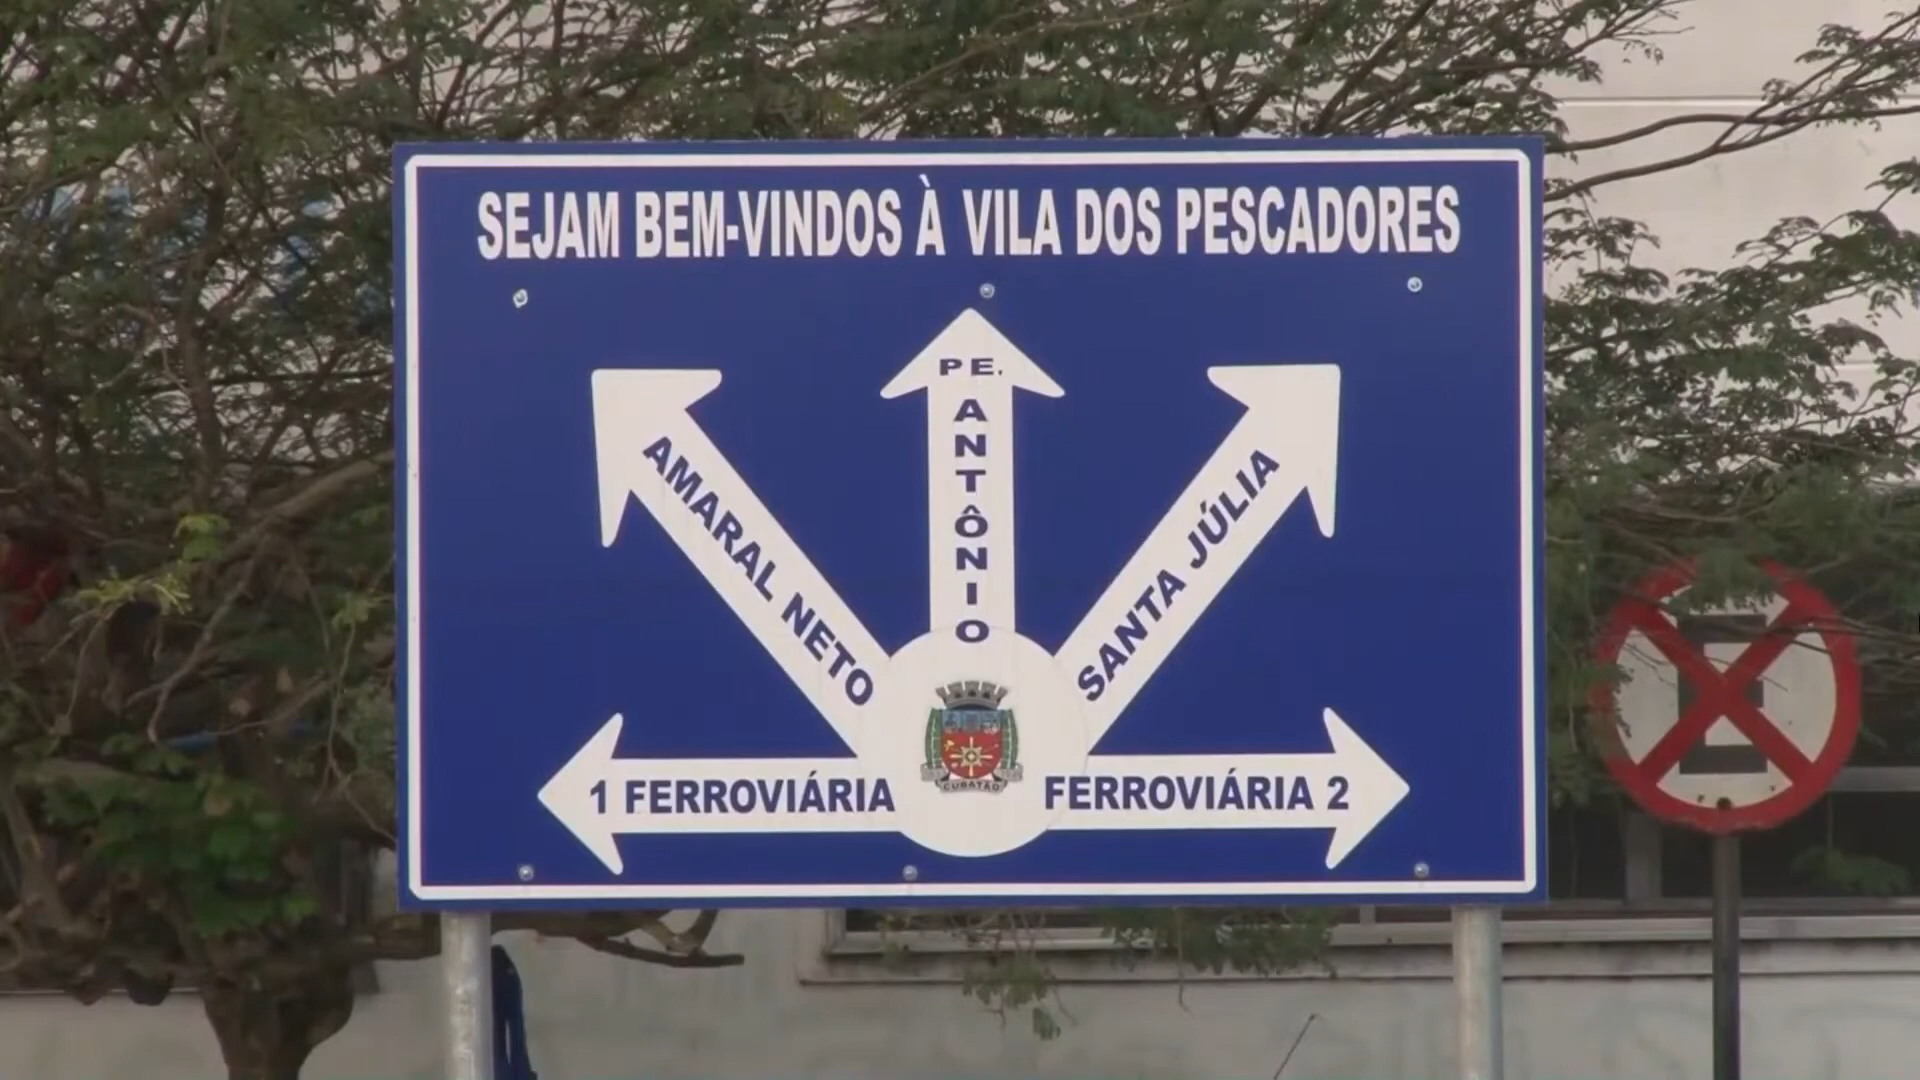 SEJAM BEM-VINDOS À VILA DOS PESCADORES
AMARAL NETO
PE. ANTÔNIO
SANTA JÚLIA
1 FERROVIÁRIA
FERROVIÁRIA 2
CUBATÃO